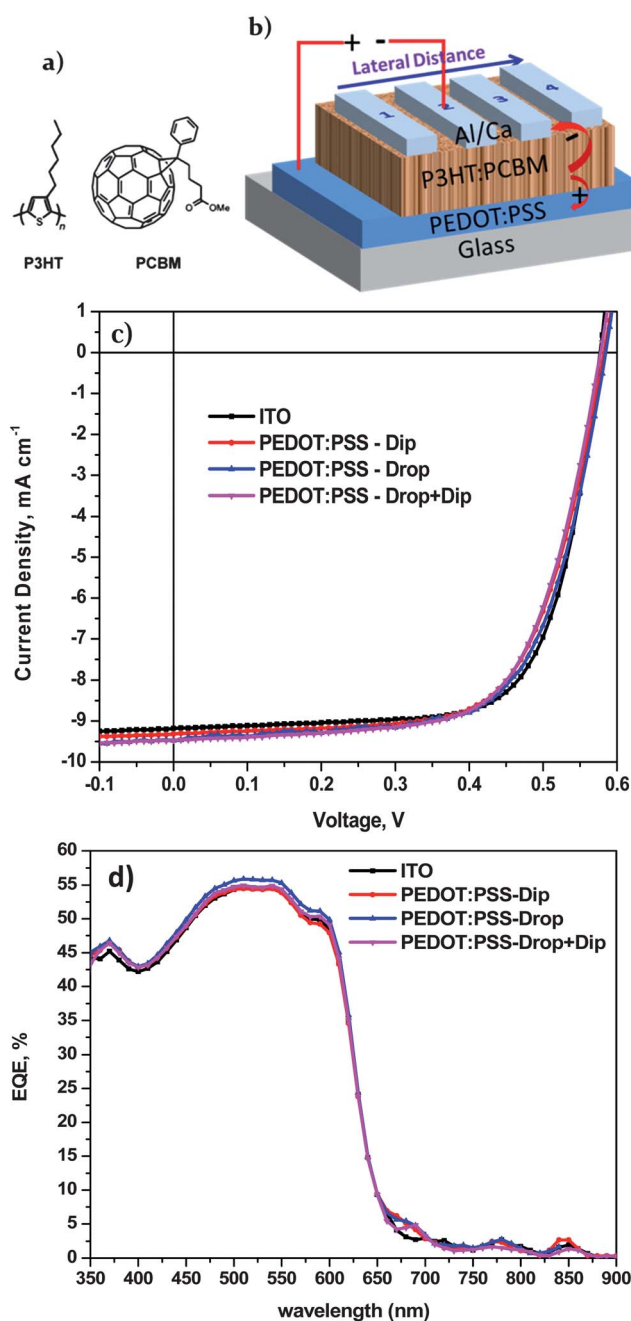 a)
S
n
P3HT
O
OMe
PCBM
b)
+ -
Lateral Distance
1 2 3 4
Al/Ca
-
P3HT:PCBM
+
PEDOT:PSS
Glass
c)
ITO
PEDOT:PSS - Dip
PEDOT:PSS - Drop
PEDOT:PSS - Drop+Dip
Current Density, mA cm⁻¹
1
0
-1
-2
-3
-4
-5
-6
-7
-8
-9
-10
-0.1 0.0 0.1 0.2 0.3 0.4 0.5 0.6
Voltage, V
d)
ITO
PEDOT:PSS-Dip
PEDOT:PSS-Drop
PEDOT:PSS-Drop+Dip
EQE, %
60
55
50
45
40
35
30
25
20
15
10
5
0
350 400 450 500 550 600 650 700 750 800 850 900
wavelength (nm)